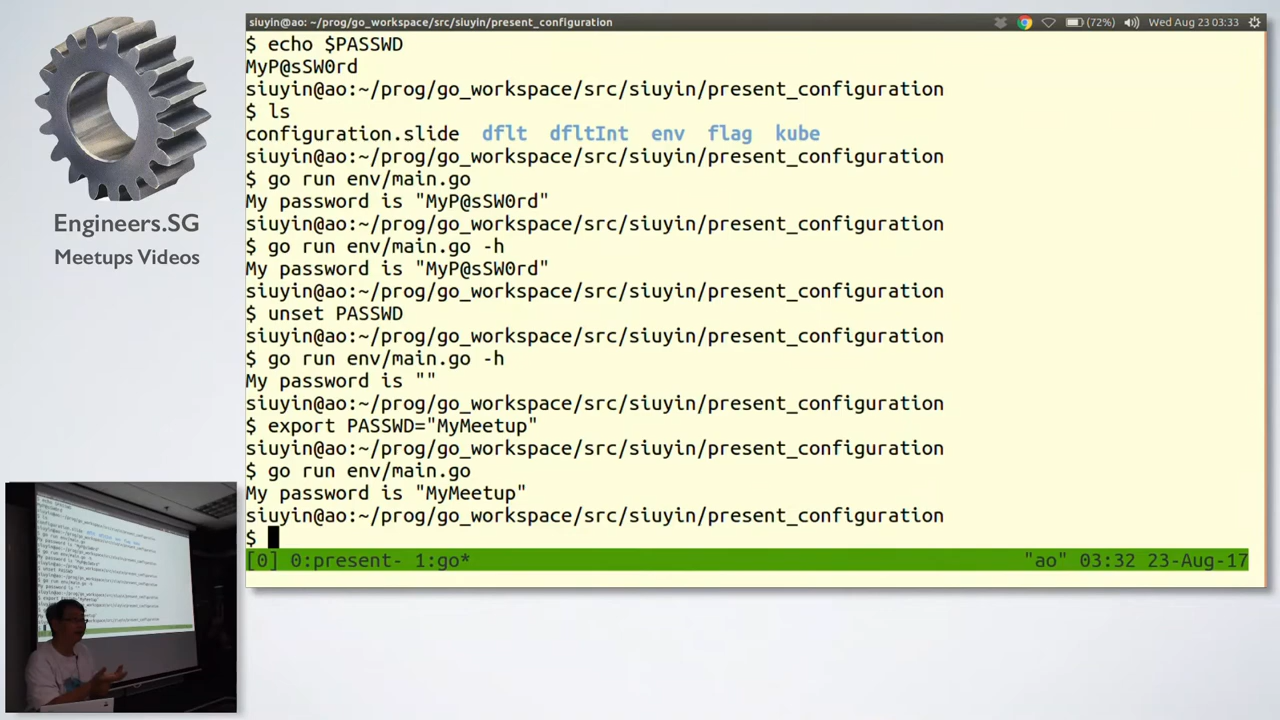 siuyin@ao: ~/prog/go_workspace/src/siuyin/present_configuration
(72%)
Wed Aug 23 03:33
$ echo $PASSWD
MyP@sSW0rd
siuyin@ao:~/prog/go_workspace/src/siuyin/present_configuration
$ ls
configuration.slide dflt dfltInt env flag kube
siuyin@ao:~/prog/go_workspace/src/siuyin/present_configuration
$ go run env/main.go
My password is "MyP@sSW0rd"
siuyin@ao:~/prog/go_workspace/src/siuyin/present_configuration
$ go run env/main.go -h
My password is "MyP@sSW0rd"
siuyin@ao:~/prog/go_workspace/src/siuyin/present_configuration
$ unset PASSWD
siuyin@ao:~/prog/go_workspace/src/siuyin/present_configuration
$ go run env/main.go -h
My password is ""
siuyin@ao:~/prog/go_workspace/src/siuyin/present_configuration
$ export PASSWD="MyMeetup"
siuyin@ao:~/prog/go_workspace/src/siuyin/present_configuration
$ go run env/main.go
My password is "MyMeetup"
siuyin@ao:~/prog/go_workspace/src/siuyin/present_configuration
$
[0] 0:present- 1:go*
"ao" 03:32 23-Aug-17
Engineers.SG
Meetups Videos